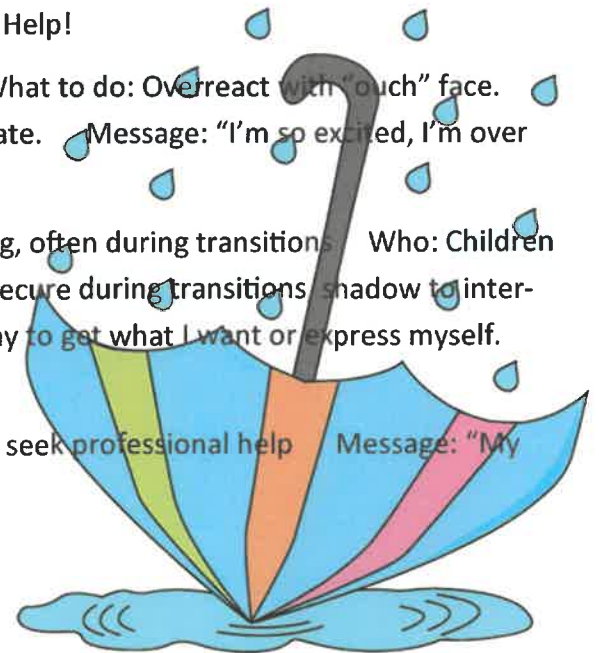 Help!
What to do: Overreact with “ouch” face.
ate. Message: “I’m so excited, I’m over
g, often during transitions Who: Children
ecure during transitions, shadow to inter-
ay to get what I want or express myself.
seek professional help Message: “My